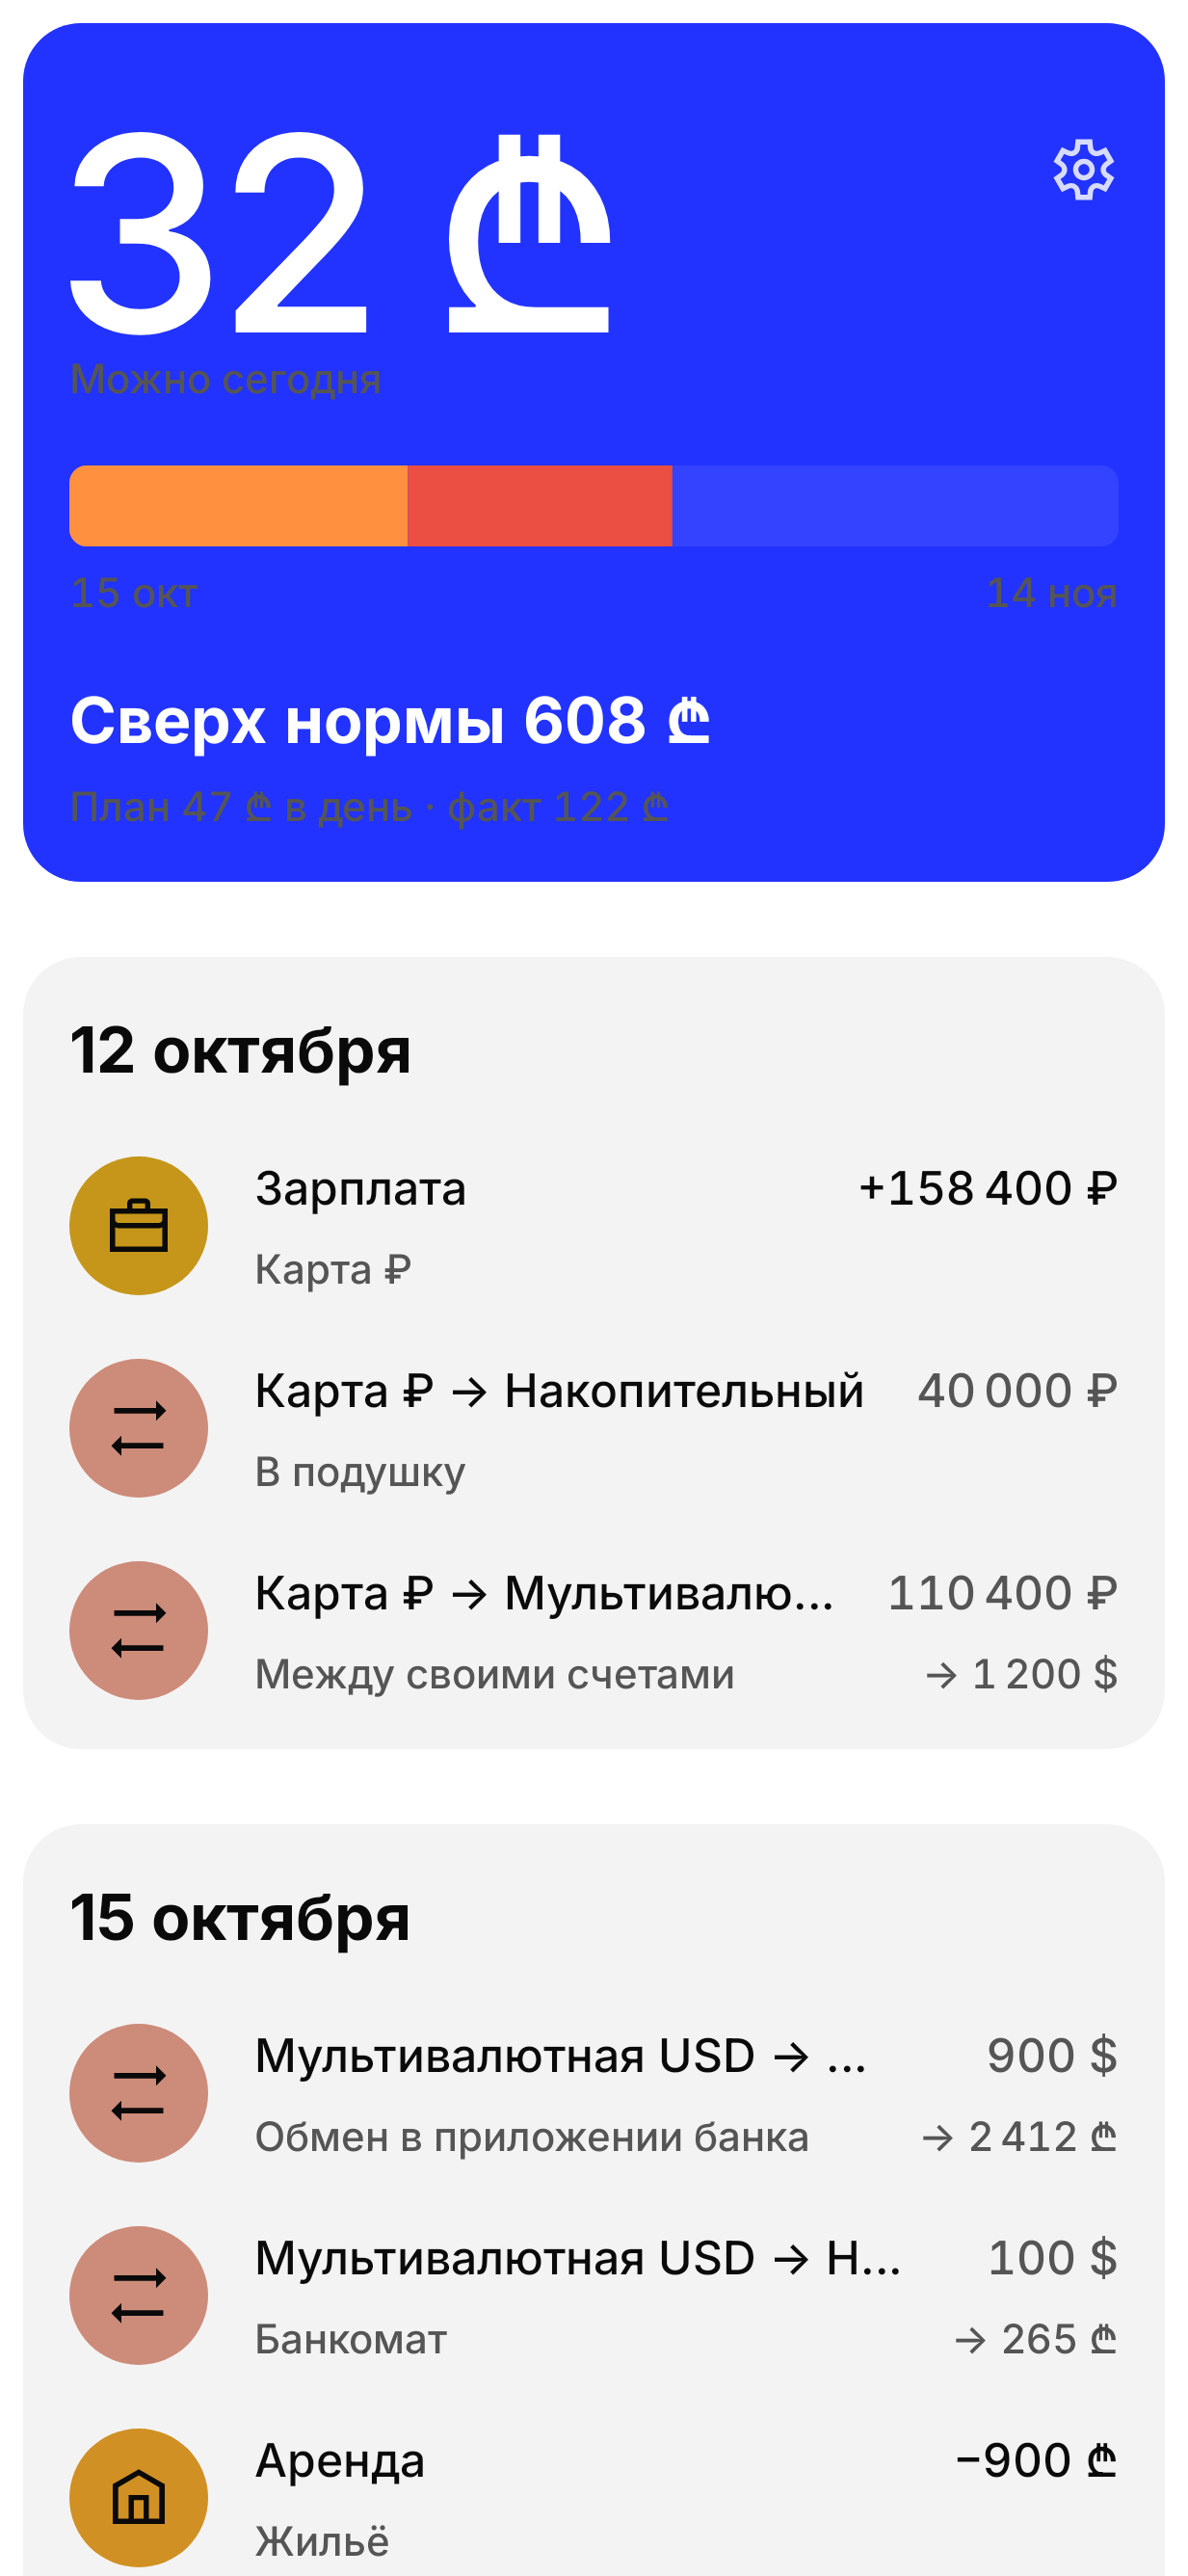 32 ₾
Можно сегодня
15 окт 14 ноя
Сверх нормы 608 ₾
План 47 ₾ в день · факт 122 ₾
12 октября
Зарплата +158 400 ₽
Карта ₽
Карта ₽ → Накопительный 40 000 ₽
В подушку
Карта ₽ → Мультивалю... 110 400 ₽
Между своими счетами → 1 200 $
15 октября
Мультивалютная USD → ... 900 $
Обмен в приложении банка → 2 412 ₾
Мультивалютная USD → Н... 100 $
Банкомат → 265 ₾
Аренда −900 ₾
Жильё